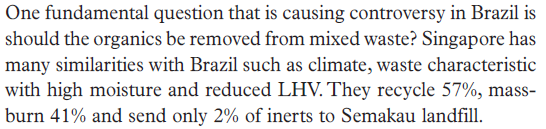 One fundamental question that is causing controversy in Brazil is
should the organics be removed from mixed waste? Singapore has
many similarities with Brazil such as climate, waste characteristic
with high moisture and reduced LHV. They recycle 57%, mass-
burn 41% and send only 2% of inerts to Semakau landfill.